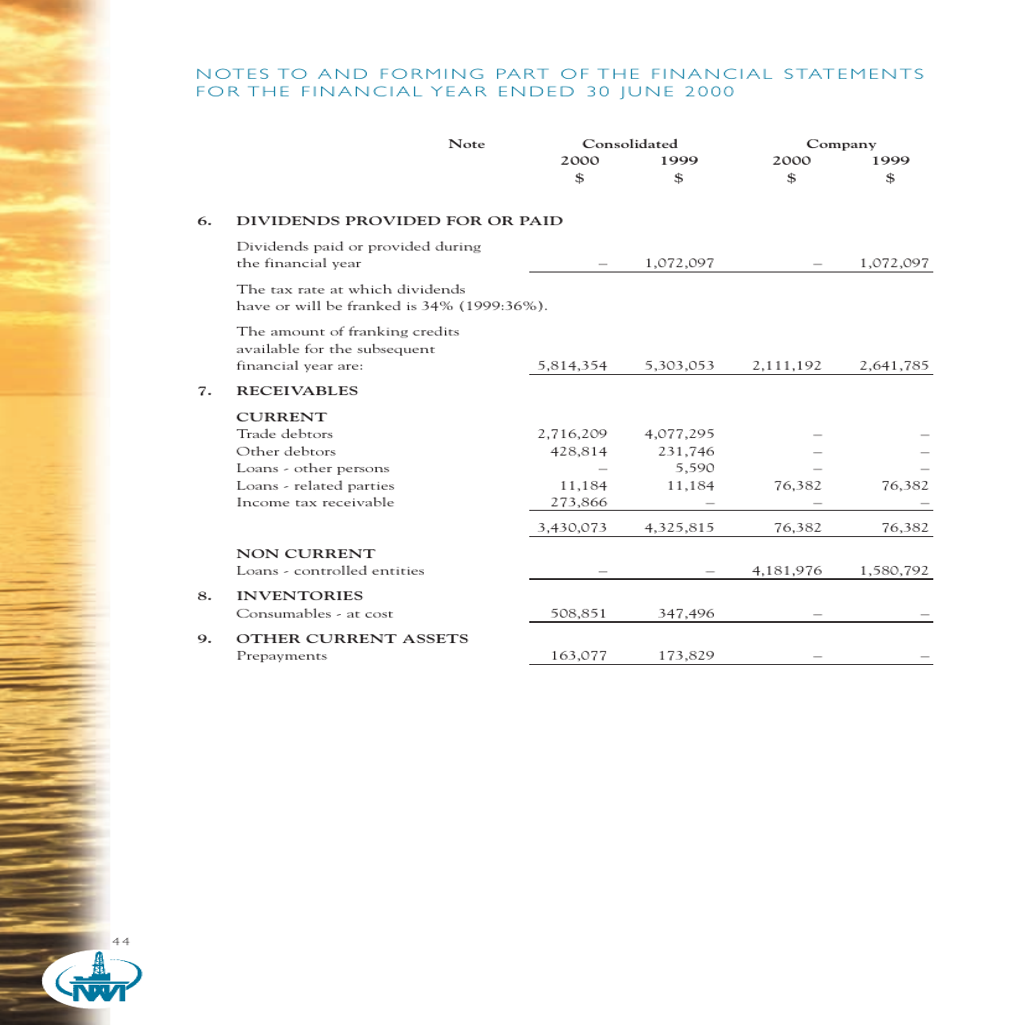 NOTES TO AND FORMING PART OF THE FINANCIAL STATEMENTS
FOR THE FINANCIAL YEAR ENDED 30 JUNE 2000
Note Consolidated Company
2000 1999 2000 1999
$ $ $ $
6. DIVIDENDS PROVIDED FOR OR PAID
Dividends paid or provided during
the financial year – 1,072,097 – 1,072,097
The tax rate at which dividends
have or will be franked is 34% (1999:36%).
The amount of franking credits
available for the subsequent
financial year are: 5,814,354 5,303,053 2,111,192 2,641,785
7. RECEIVABLES
CURRENT
Trade debtors 2,716,209 4,077,295 – –
Other debtors 428,814 231,746 – –
Loans - other persons – 5,590 – –
Loans - related parties 11,184 11,184 76,382 76,382
Income tax receivable 273,866 – – –
3,430,073 4,325,815 76,382 76,382
NON CURRENT
Loans - controlled entities – – 4,181,976 1,580,792
8. INVENTORIES
Consumables - at cost 508,851 347,496 – –
9. OTHER CURRENT ASSETS
Prepayments 163,077 173,829 – –
44